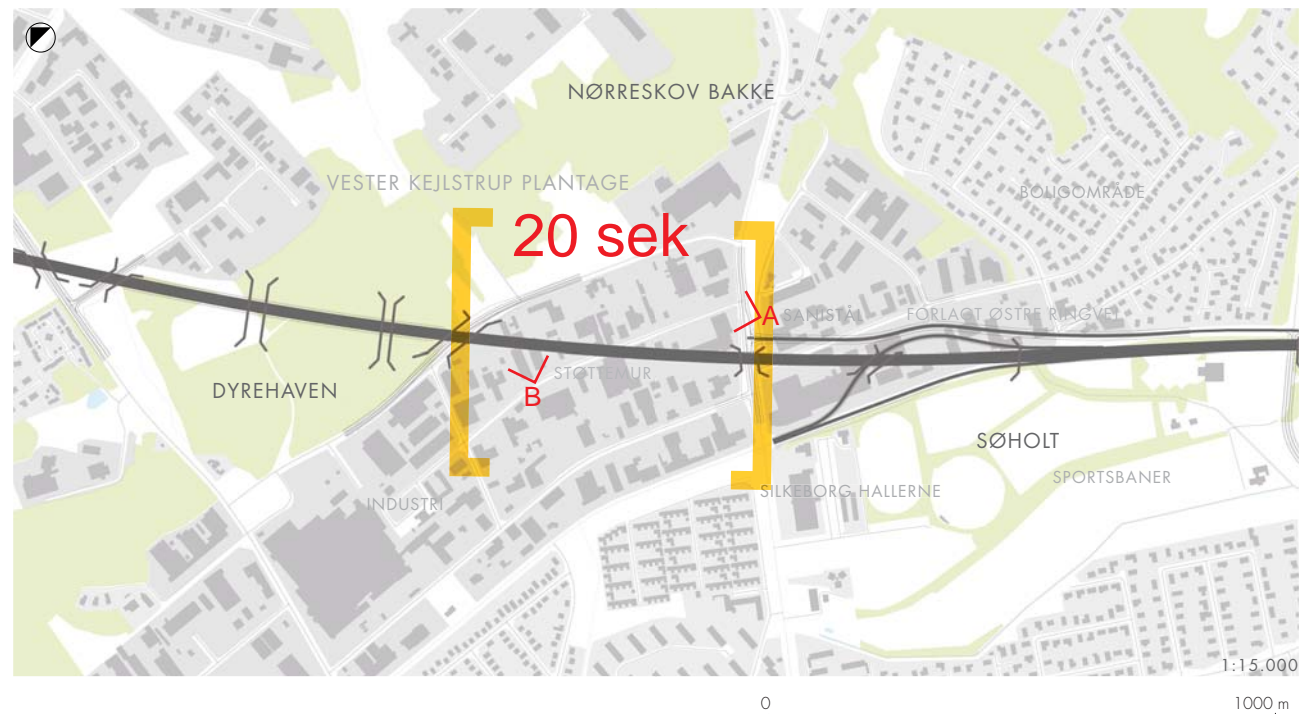 NØRRESKOV BAKKE
VESTER KEJLSTRUP PLANTAGE
BOLIGOMRÅDE
20 sek
A
SANISTÅL
FORLAGT ØSTRE RINGVEJ
STØTTEMUR
DYREHAVEN
B
SØHOLT
SPORTSBANER
SILKEBORG HALLERNE
INDUSTRI
1:15.000
0
1000 m